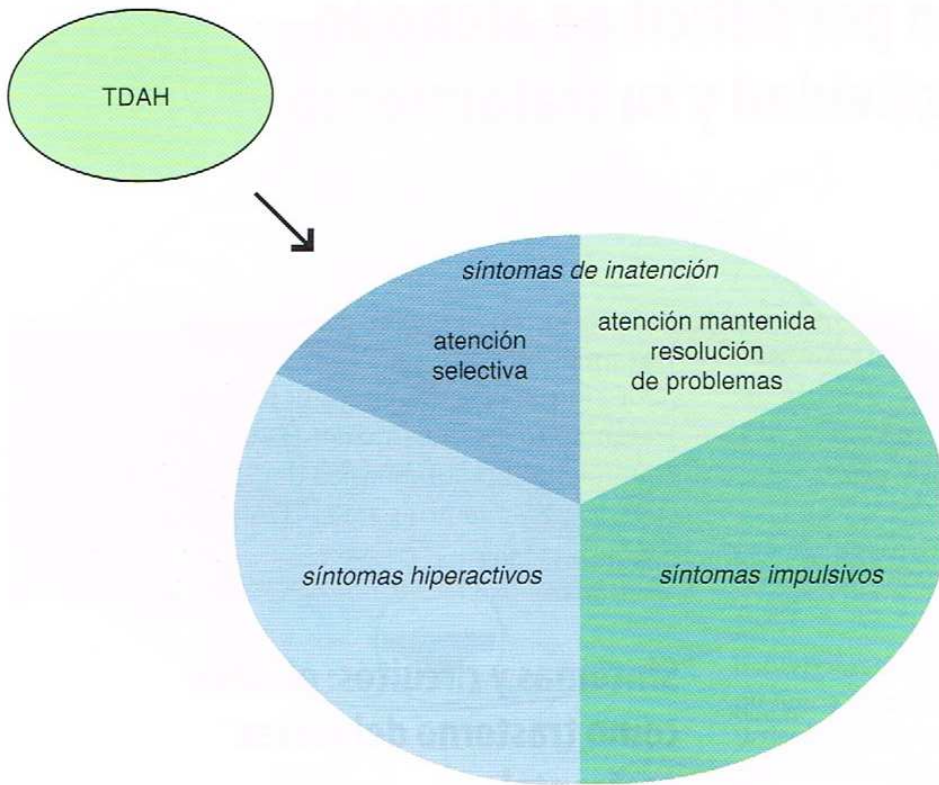 TDAH
síntomas de inatención
atención
selectiva
atención mantenida
resolución
de problemas
síntomas hiperactivos
síntomas impulsivos